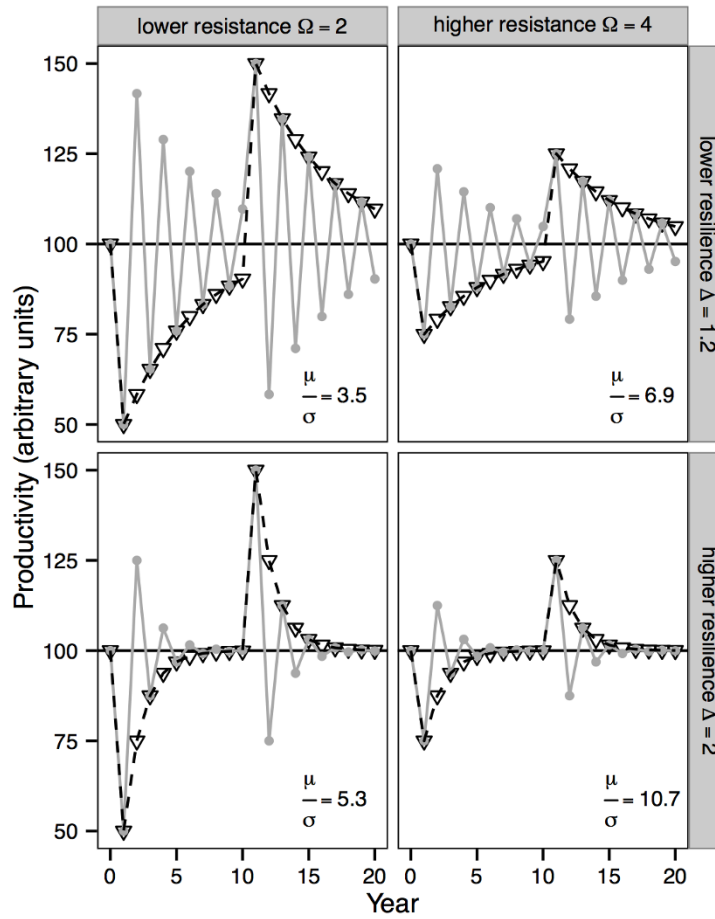 lower resistance Ω = 2
higher resistance Ω = 4
150
125
100
75
50
μ/σ = 3.5
μ/σ = 6.9
lower resilience Δ = 1.2
Productivity (arbitrary units)
150
125
100
75
50
μ/σ = 5.3
μ/σ = 10.7
higher resilience Δ = 2
0 5 10 15 20
0 5 10 15 20
Year